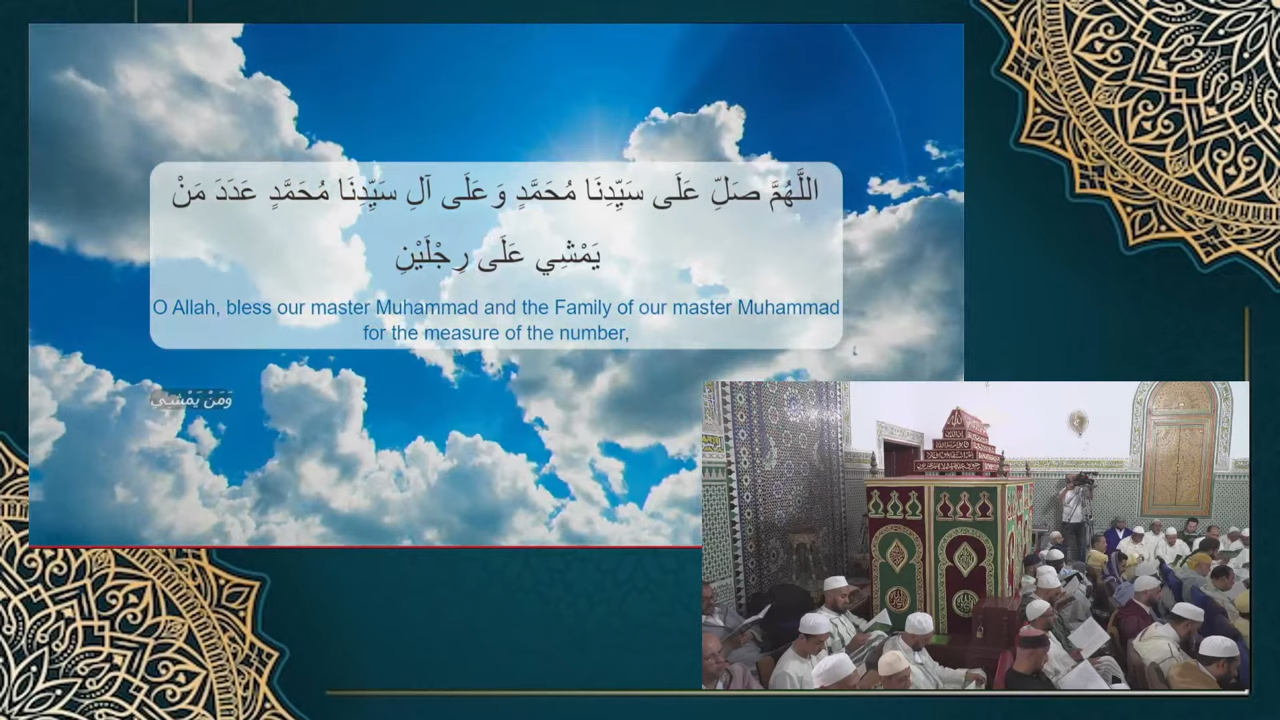 اللَّهُمَّ صَلِّ عَلَى سَيِّدِنَا مُحَمَّدٍ وَعَلَى آلِ سَيِّدِنَا مُحَمَّدٍ عَدَدَ مَنْ
يَمْشِي عَلَى رِجْلَيْنِ
O Allah, bless our master Muhammad and the Family of our master Muhammad
for the measure of the number,
وَمَنْ يَمْشِي